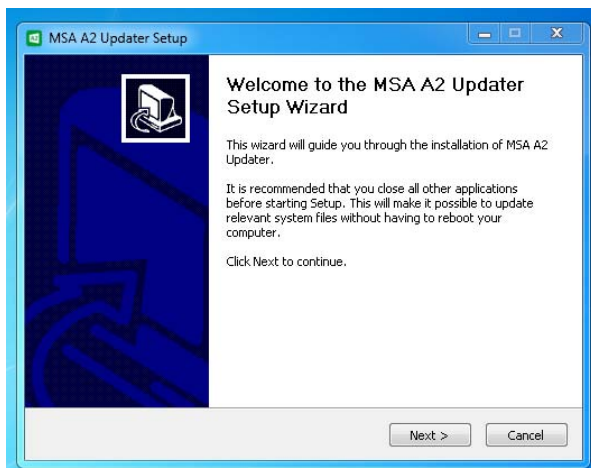 MSA A2 Updater Setup
Welcome to the MSA A2 Updater
Setup Wizard
This wizard will guide you through the installation of MSA A2
Updater.
It is recommended that you close all other applications
before starting Setup. This will make it possible to update
relevant system files without having to reboot your
computer.
Click Next to continue.
Next >
Cancel